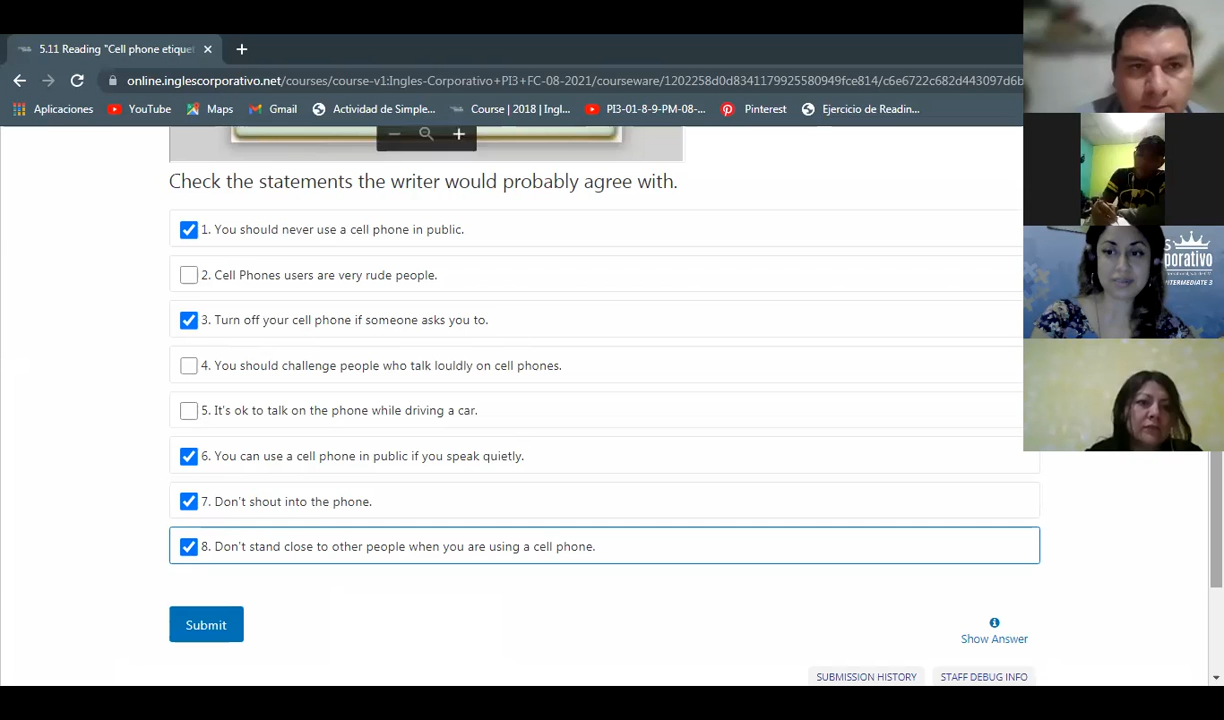 5.11 Reading "Cell phone etique
online.inglescorporativo.net/courses/course-v1:Ingles-Corporativo+PI3+FC-08-2021/courseware/1202258d0d8341179925580949fce814/c6e6722c682d443097d6b
Aplicaciones YouTube Maps Gmail Actividad de Simple... Course | 2018 | Ingl... PI3-01-8-9-PM-08-... Pinterest Ejercicio de Readin...
Check the statements the writer would probably agree with.
1. You should never use a cell phone in public.
2. Cell Phones users are very rude people.
3. Turn off your cell phone if someone asks you to.
4. You should challenge people who talk louldly on cell phones.
5. It's ok to talk on the phone while driving a car.
6. You can use a cell phone in public if you speak quietly.
7. Don't shout into the phone.
8. Don't stand close to other people when you are using a cell phone.
Submit
Show Answer
SUBMISSION HISTORY STAFF DEBUG INFO
S
porativo
NTERMEDIATE 3